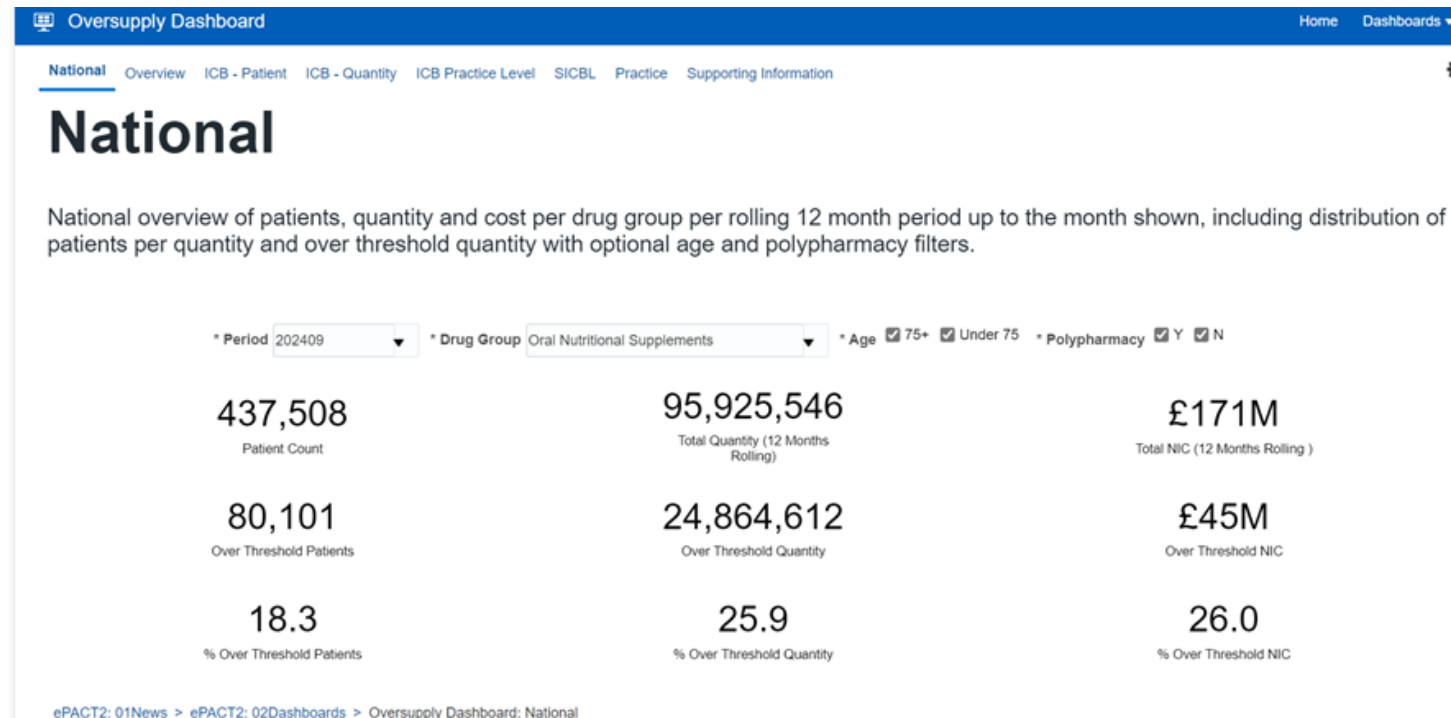 Oversupply Dashboard Home Dashboards
National Overview ICB - Patient ICB - Quantity ICB Practice Level SICBL Practice Supporting Information
National
National overview of patients, quantity and cost per drug group per rolling 12 month period up to the month shown, including distribution of
patients per quantity and over threshold quantity with optional age and polypharmacy filters.
* Period 202409 * Drug Group Oral Nutritional Supplements * Age 75+ Under 75 * Polypharmacy Y N
437,508 95,925,546 £171M
Patient Count Total Quantity (12 Months Total NIC (12 Months Rolling )
Rolling)
80,101 24,864,612 £45M
Over Threshold Patients Over Threshold Quantity Over Threshold NIC
18.3 25.9 26.0
% Over Threshold Patients % Over Threshold Quantity % Over Threshold NIC
ePACT2: 01News > ePACT2: 02Dashboards > Oversupply Dashboard: National